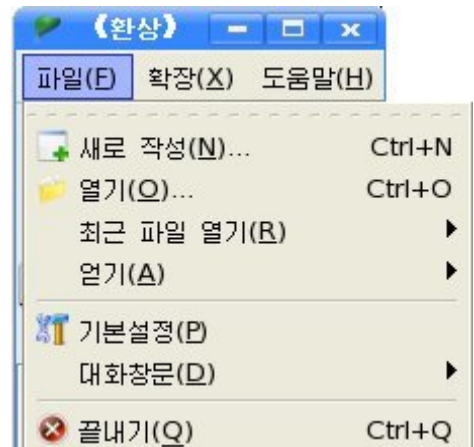 《환상》
파일(F) 확장(X) 도움말(H)
새로 작성(N)... Ctrl+N
열기(O)... Ctrl+O
최근 파일 열기(R)
얻기(A)
기본설정(P)
대화창문(D)
끝내기(Q) Ctrl+Q